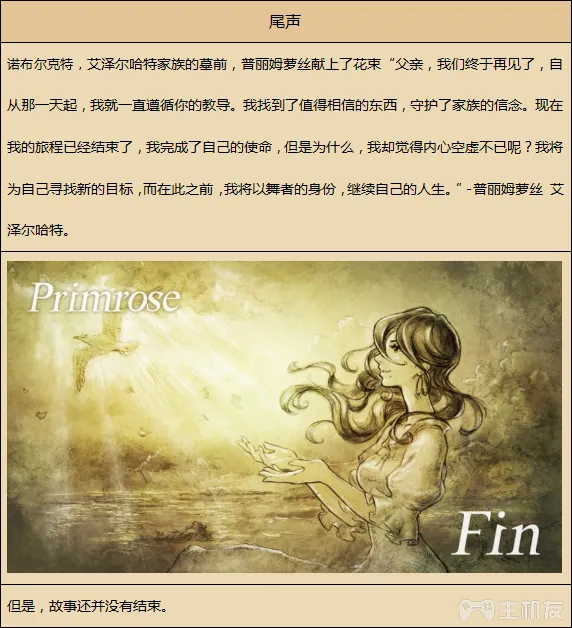 尾声
诺布尔克特，艾泽尔哈特家族的墓前，普丽姆萝丝献上了花束“父亲，我们终于再见了，自
从那一天起，我就一直遵循你的教导。我找到了值得相信的东西，守护了家族的信念。现在
我的旅程已经结束了，我完成了自己的使命，但是为什么，我却觉得内心空虚不已呢？我将
为自己寻找新的目标，而在此之前，我将以舞者的身份，继续自己的人生。”-普丽姆萝丝 艾
泽尔哈特。
Primrose
Fin
但是，故事还并没有结束。
主机友